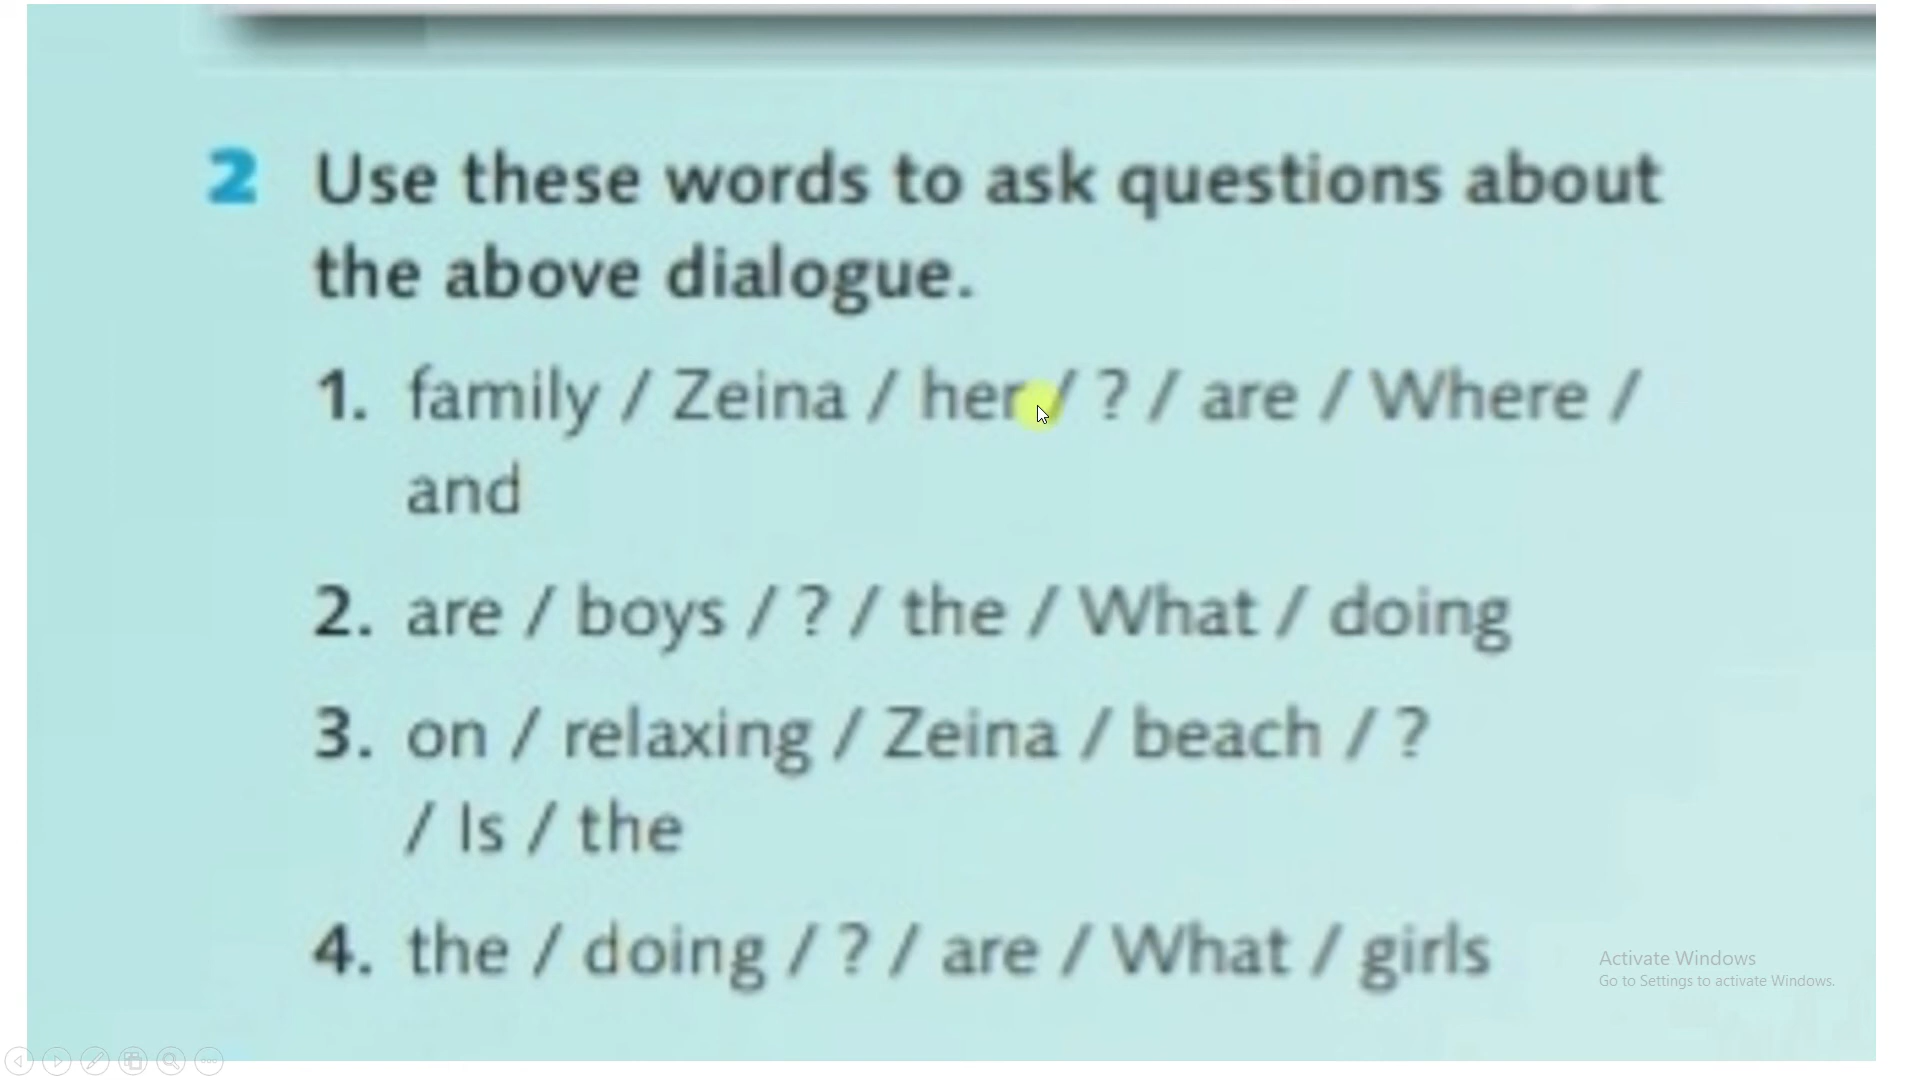 2 Use these words to ask questions about
the above dialogue.
1. family / Zeina / her / ? / are / Where /
and
2. are / boys / ? / the / What / doing
3. on / relaxing / Zeina / beach / ?
/ Is / the
4. the / doing / ? / are / What / girls
Activate Windows
Go to Settings to activate Windows.